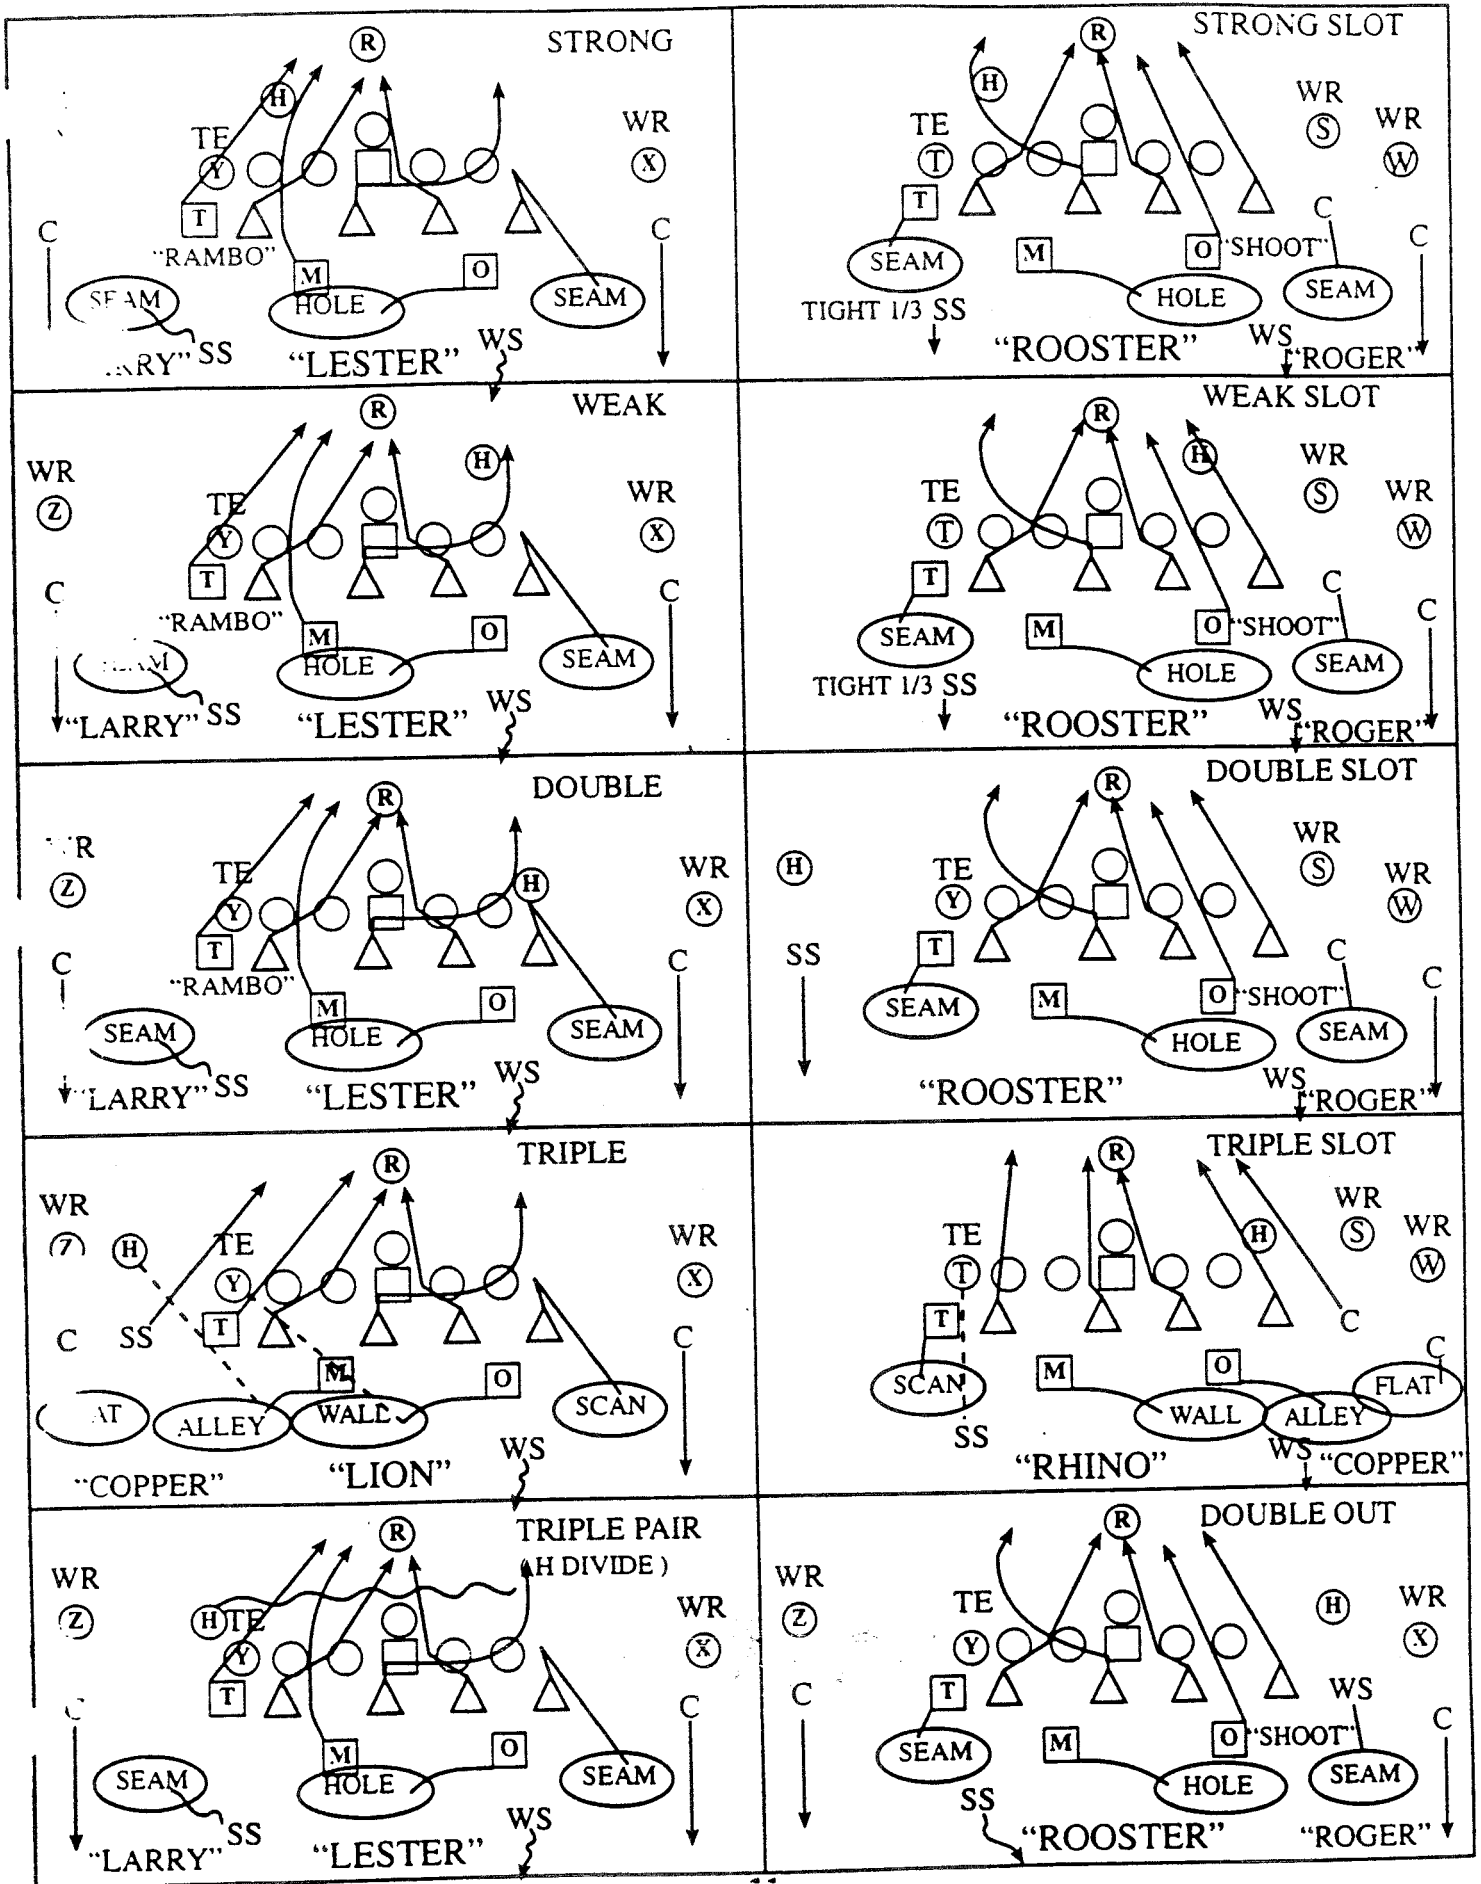 R STRONG
H
TE
Y
WR
X
T
"RAMBO"
C
C
M
O
SEAM
HOLE
SEAM
SS
"LESTER"
WS
R STRONG SLOT
H
WR
S
WR
W
TE
T
T
C
C
SEAM
M
O "SHOOT"
HOLE
SEAM
TIGHT 1/3 SS
"ROOSTER"
WS
"ROGER"
R WEAK
H
WR
Z
TE
Y
WR
X
T
"RAMBO"
C
C
M
O
HOLE
SEAM
"LARRY" SS
"LESTER"
WS
R WEAK SLOT
H
WR
S
WR
W
TE
T
T
C
C
SEAM
M
O "SHOOT"
HOLE
SEAM
TIGHT 1/3 SS
"ROOSTER"
WS
"ROGER"
R DOUBLE
Z
TE
Y
H
WR
X
T
"RAMBO"
C
C
M
O
SEAM
HOLE
SEAM
"LARRY" SS
"LESTER"
WS
R DOUBLE SLOT
H
TE
Y
WR
S
WR
W
SS
T
C
C
SEAM
M
O "SHOOT"
HOLE
SEAM
"ROOSTER"
WS
"ROGER"
R TRIPLE
WR
Z
H
TE
Y
WR
X
C
SS
T
C
M
O
ALLEY
WALL
SCAN
"COPPER"
"LION"
WS
R TRIPLE SLOT
TE
T
H
WR
S
WR
W
T
C
C
SCAN
M
O
WALL
ALLEY
FLAT
SS
"RHINO"
WS
"COPPER"
R TRIPLE PAIR
(H DIVIDE)
WR
Z
H TE
Y
WR
X
T
C
C
M
O
SEAM
HOLE
SEAM
SS
"LARRY"
"LESTER"
WS
R DOUBLE OUT
WR
Z
TE
Y
H
WR
X
C
T
WS
C
SEAM
M
O "SHOOT"
HOLE
SEAM
SS
"ROOSTER"
"ROGER"